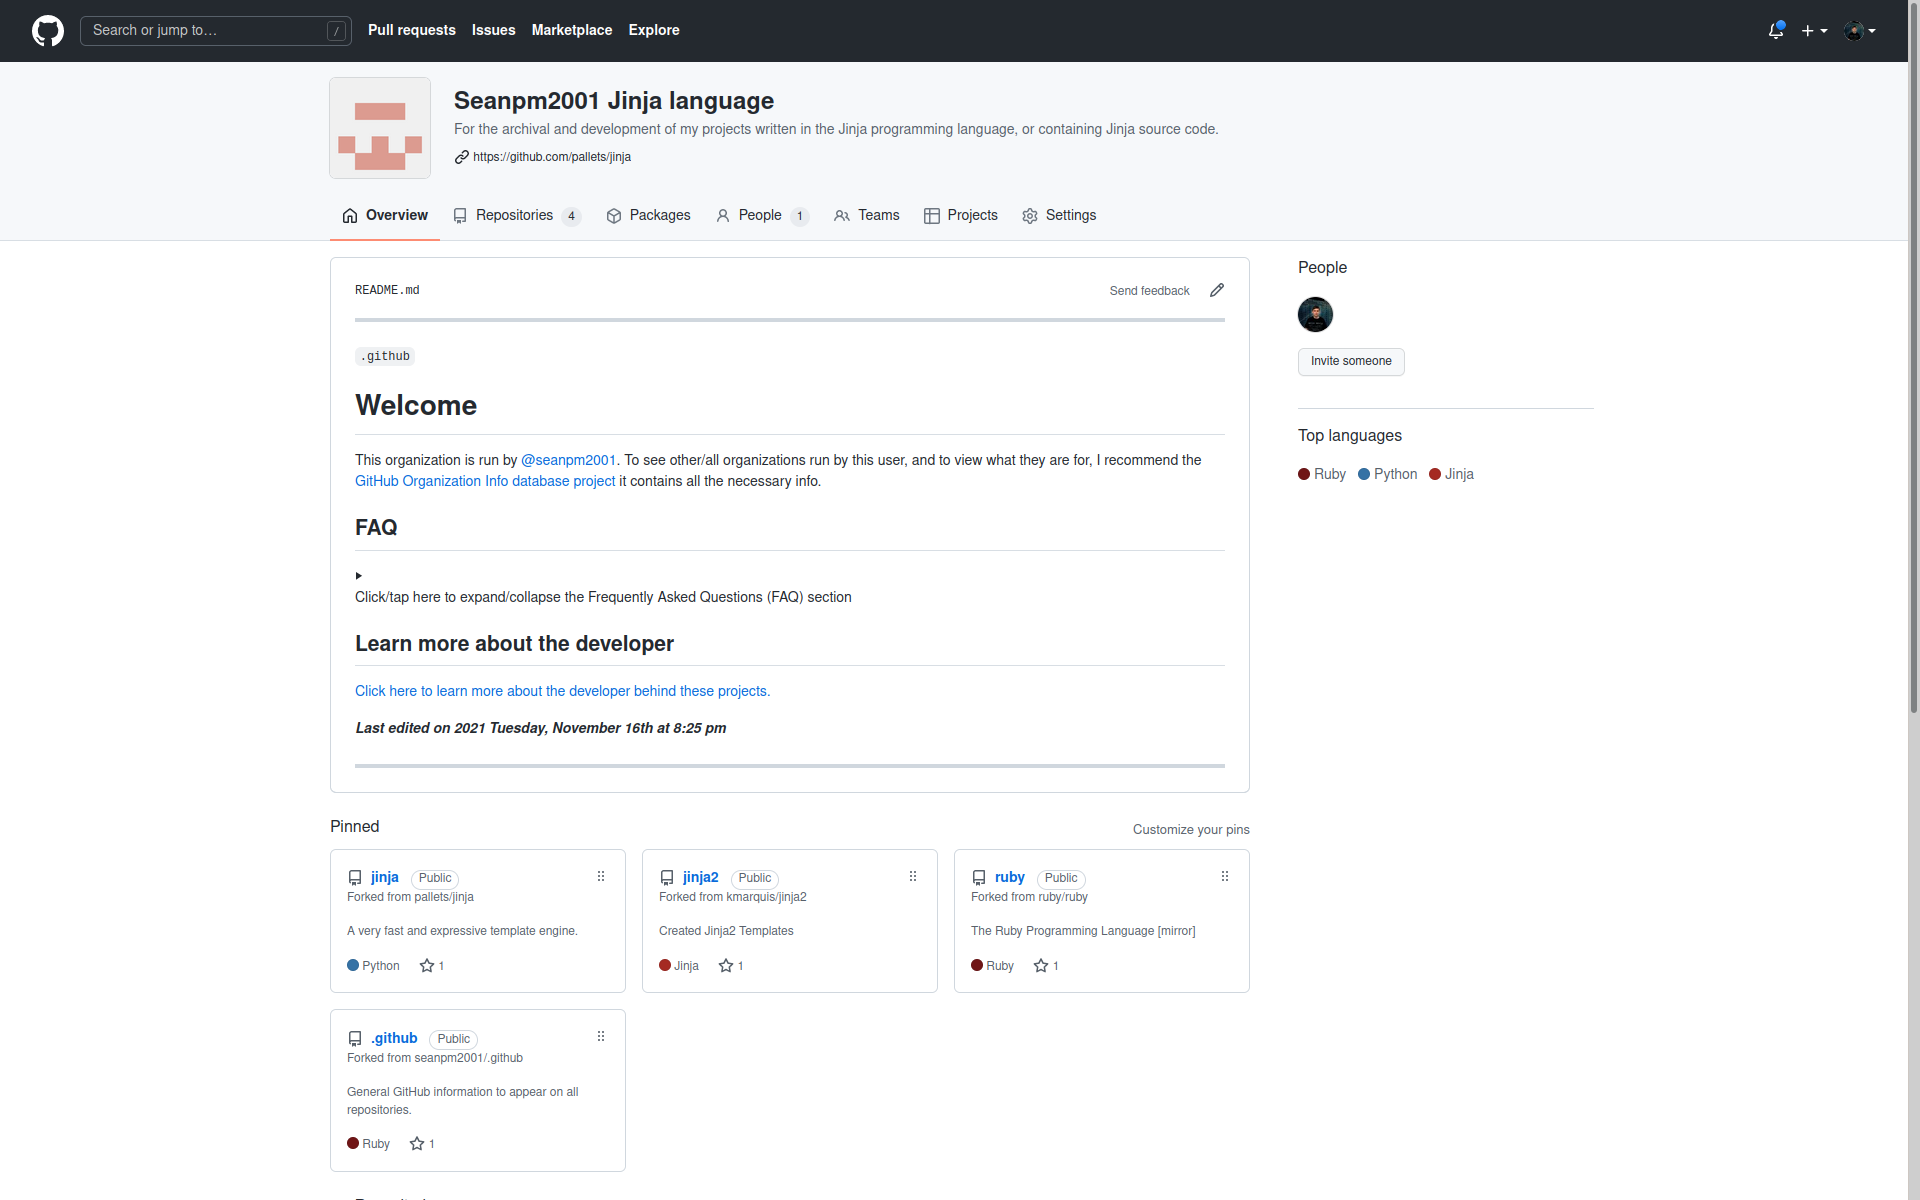 Search or jump to…
/
Pull requests
Issues
Marketplace
Explore
Seanpm2001 Jinja language
For the archival and development of my projects written in the Jinja programming language, or containing Jinja source code.
https://github.com/pallets/jinja
Overview
Repositories 4
Packages
People 1
Teams
Projects
Settings
README.md
Send feedback
.github
Welcome
This organization is run by @seanpm2001. To see other/all organizations run by this user, and to view what they are for, I recommend the
GitHub Organization Info database project it contains all the necessary info.
FAQ
Click/tap here to expand/collapse the Frequently Asked Questions (FAQ) section
Learn more about the developer
Click here to learn more about the developer behind these projects.
Last edited on 2021 Tuesday, November 16th at 8:25 pm
People
Invite someone
Top languages
Ruby Python Jinja
Pinned
Customize your pins
jinja Public
Forked from pallets/jinja
A very fast and expressive template engine.
Python 1
jinja2 Public
Forked from kmarquis/jinja2
Created Jinja2 Templates
Jinja 1
ruby Public
Forked from ruby/ruby
The Ruby Programming Language [mirror]
Ruby 1
.github Public
Forked from seanpm2001/.github
General GitHub information to appear on all
repositories.
Ruby 1